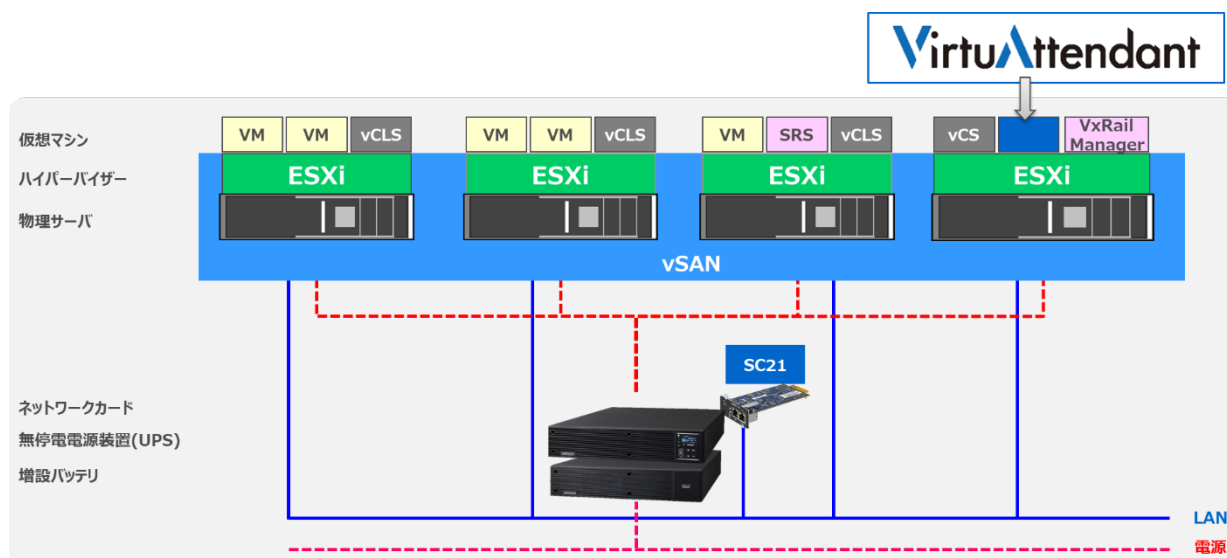 VirtuAttendant
仮想マシン
VM VM vCLS
VM VM vCLS
VM SRS vCLS
vCS
VxRail
Manager
ハイパーバイザー
ESXi
ESXi
ESXi
ESXi
物理サーバ
vSAN
SC21
ネットワークカード
無停電電源装置(UPS)
増設バッテリ
LAN
電源